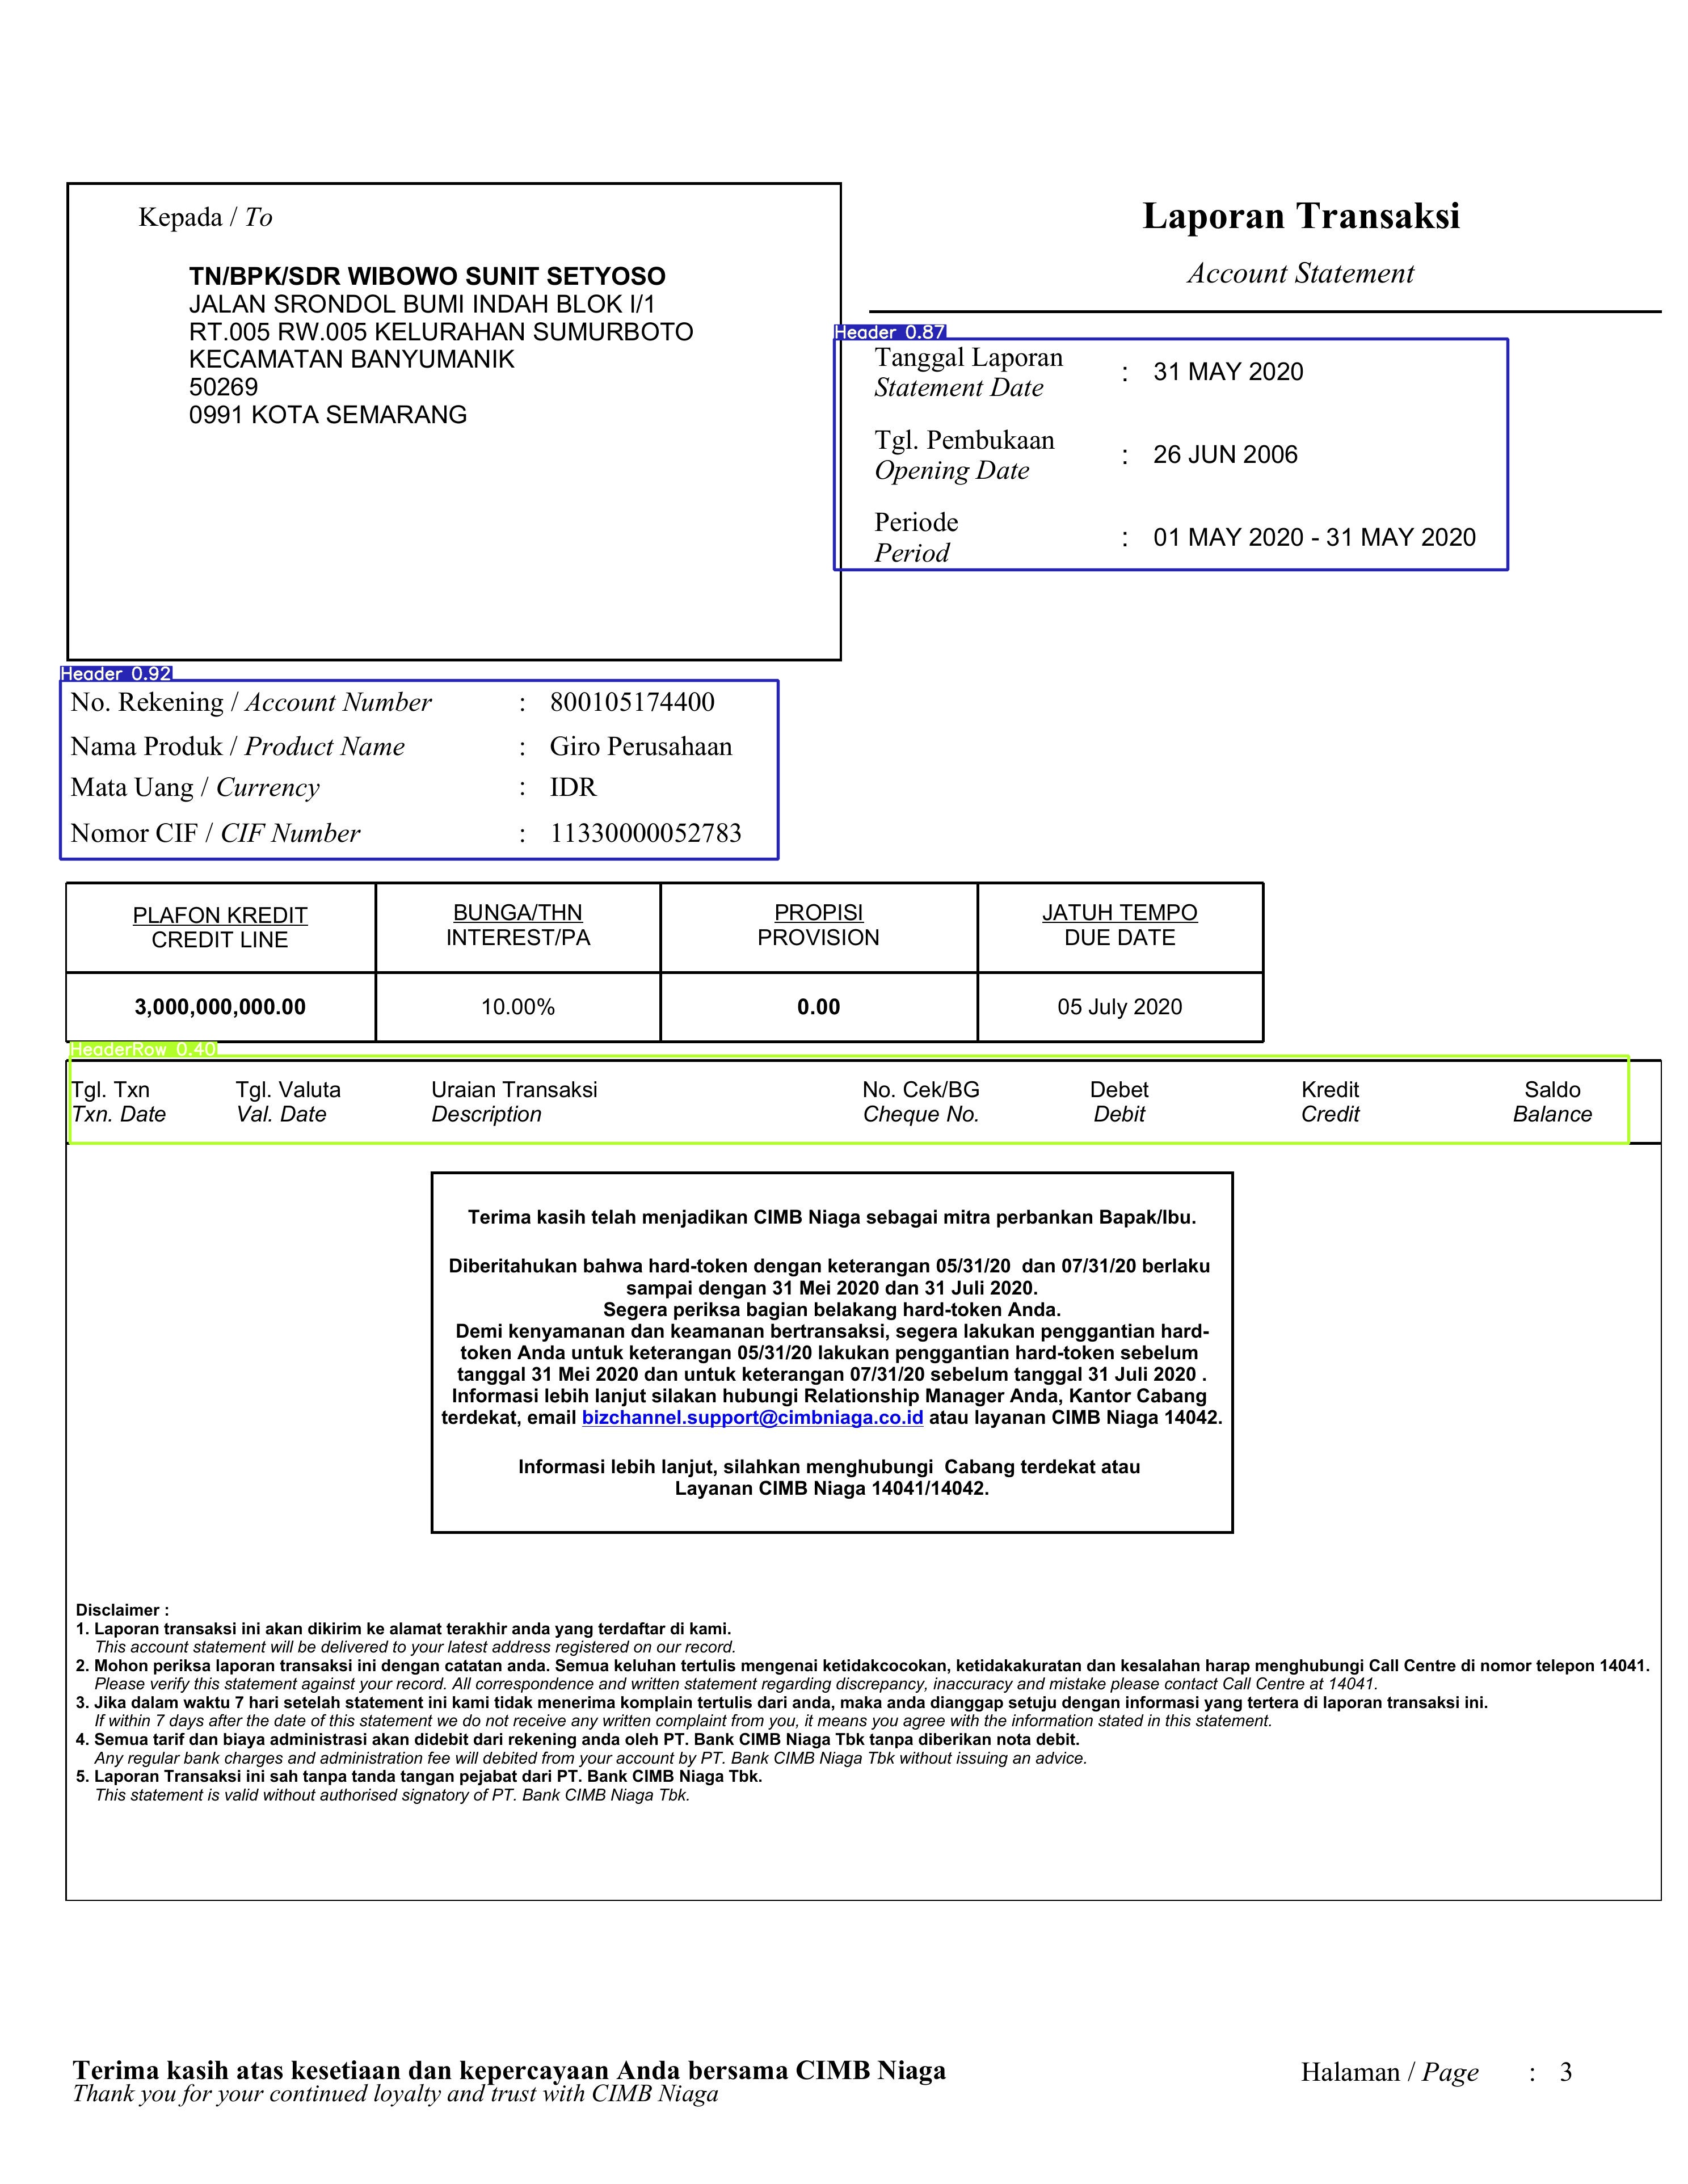 Kepada / To
TN/BPK/SDR WIBOWO SUNIT SETYOSO
JALAN SRONDOL BUMI INDAH BLOK I/1
RT.005 RW.005 KELURAHAN SUMURBOTO
KECAMATAN BANYUMANIK
50269
0991 KOTA SEMARANG
Laporan Transaksi
Account Statement
Header 0.87
Tanggal Laporan
Statement Date : 31 MAY 2020
Tgl. Pembukaan
Opening Date : 26 JUN 2006
Periode
Period : 01 MAY 2020 - 31 MAY 2020
Header 0.92
No. Rekening / Account Number : 800105174400
Nama Produk / Product Name : Giro Perusahaan
Mata Uang / Currency : IDR
Nomor CIF / CIF Number : 11330000052783
PLAFON KREDIT BUNGA/THN PROPISI JATUH TEMPO
CREDIT LINE INTEREST/PA PROVISION DUE DATE
3,000,000,000.00 10.00% 0.00 05 July 2020
HeaderRow 0.40
Tgl. Txn Tgl. Valuta Uraian Transaksi No. Cek/BG Debet Kredit Saldo
Txn. Date Val. Date Description Cheque No. Debit Credit Balance
Terima kasih telah menjadikan CIMB Niaga sebagai mitra perbankan Bapak/Ibu.
Diberitahukan bahwa hard-token dengan keterangan 05/31/20 dan 07/31/20 berlaku
sampai dengan 31 Mei 2020 dan 31 Juli 2020.
Segera periksa bagian belakang hard-token Anda.
Demi kenyamanan dan keamanan bertransaksi, segera lakukan penggantian hard-
token Anda untuk keterangan 05/31/20 lakukan penggantian hard-token sebelum
tanggal 31 Mei 2020 dan untuk keterangan 07/31/20 sebelum tanggal 31 Juli 2020 .
Informasi lebih lanjut silakan hubungi Relationship Manager Anda, Kantor Cabang
terdekat, email bizchannel.support@cimbniaga.co.id atau layanan CIMB Niaga 14042.
Informasi lebih lanjut, silahkan menghubungi Cabang terdekat atau
Layanan CIMB Niaga 14041/14042.
Disclaimer :
1. Laporan transaksi ini akan dikirim ke alamat terakhir anda yang terdaftar di kami.
This account statement will be delivered to your latest address registered on our record.
2. Mohon periksa laporan transaksi ini dengan catatan anda. Semua keluhan tertulis mengenai ketidakcocokan, ketidakakuratan dan kesalahan harap menghubungi Call Centre di nomor telepon 14041.
Please verify this statement against your record. All correspondence and written statement regarding discrepancy, inaccuracy and mistake please contact Call Centre at 14041.
3. Jika dalam waktu 7 hari setelah statement ini kami tidak menerima komplain tertulis dari anda, maka anda dianggap setuju dengan informasi yang tertera di laporan transaksi ini.
If within 7 days after the date of this statement we do not receive any written complaint from you, it means you agree with the information stated in this statement.
4. Semua tarif dan biaya administrasi akan didebit dari rekening anda oleh PT. Bank CIMB Niaga Tbk tanpa diberikan nota debit.
Any regular bank charges and administration fee will debited from your account by PT. Bank CIMB Niaga Tbk without issuing an advice.
5. Laporan Transaksi ini sah tanpa tanda tangan pejabat dari PT. Bank CIMB Niaga Tbk.
This statement is valid without authorised signatory of PT. Bank CIMB Niaga Tbk.
Terima kasih atas kesetiaan dan kepercayaan Anda bersama CIMB Niaga
Thank you for your continued loyalty and trust with CIMB Niaga
Halaman / Page : 3